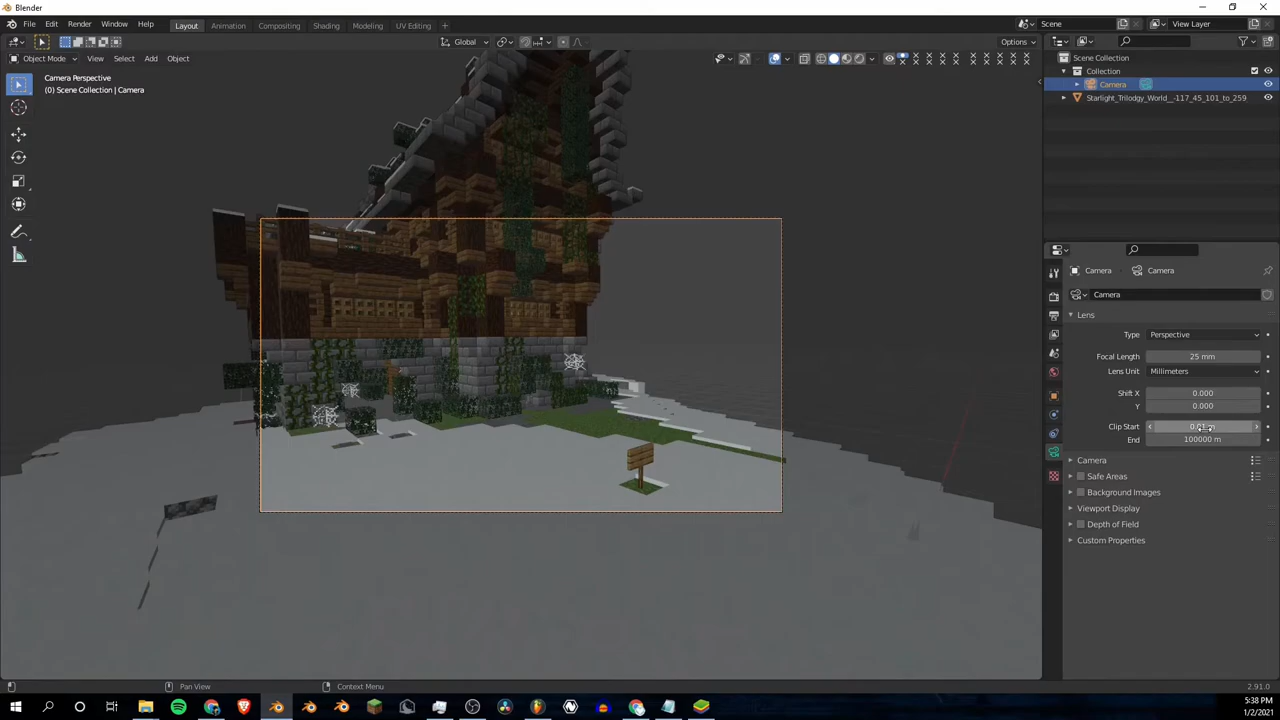 Blender
File Edit Render Window Help Layout Animation Compositing Shading Modeling UV Editing + Scene View Layer
Global Options
Object Mode View Select Add Object
Camera Perspective
(0) Scene Collection | Camera
Scene Collection
Collection
Camera
Starlight_Trilodgy_World__-117_45_101_to_259
Camera Camera
Camera
Lens
Type Perspective
Focal Length 25 mm
Lens Unit Millimeters
Shift X 0.000
Y 0.000
Clip Start 0.01 m
End 100000 m
Camera
Safe Areas
Background Images
Viewport Display
Depth of Field
Custom Properties
Pan View Context Menu 2.91.0
5:38 PM
1/2/2021